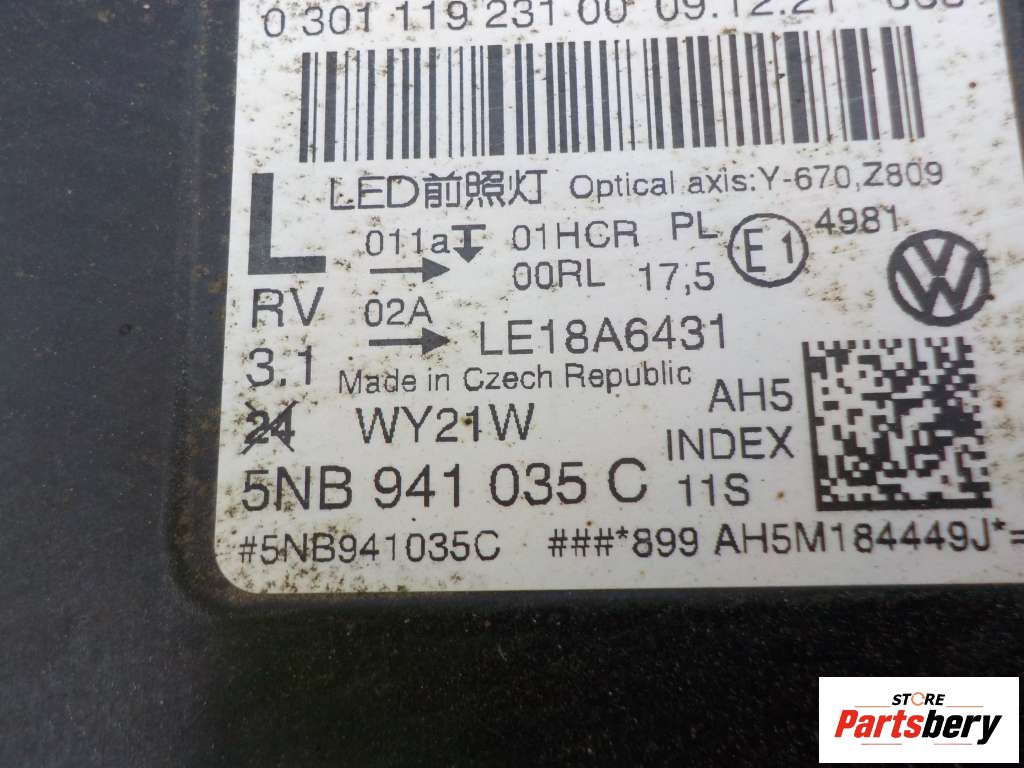 0 301 119 231 00 09.12.21
L
LED前照灯 Optical axis:Y-670,Z809
011a 01HCR PL E1 4981
00RL 17,5
RV 02A
LE18A6431
3.1 Made in Czech Republic
24 WY21W AH5
INDEX
5NB 941 035 C 11S
#5NB941035C ###*899 AH5M184449J*=
STORE
Partsbery